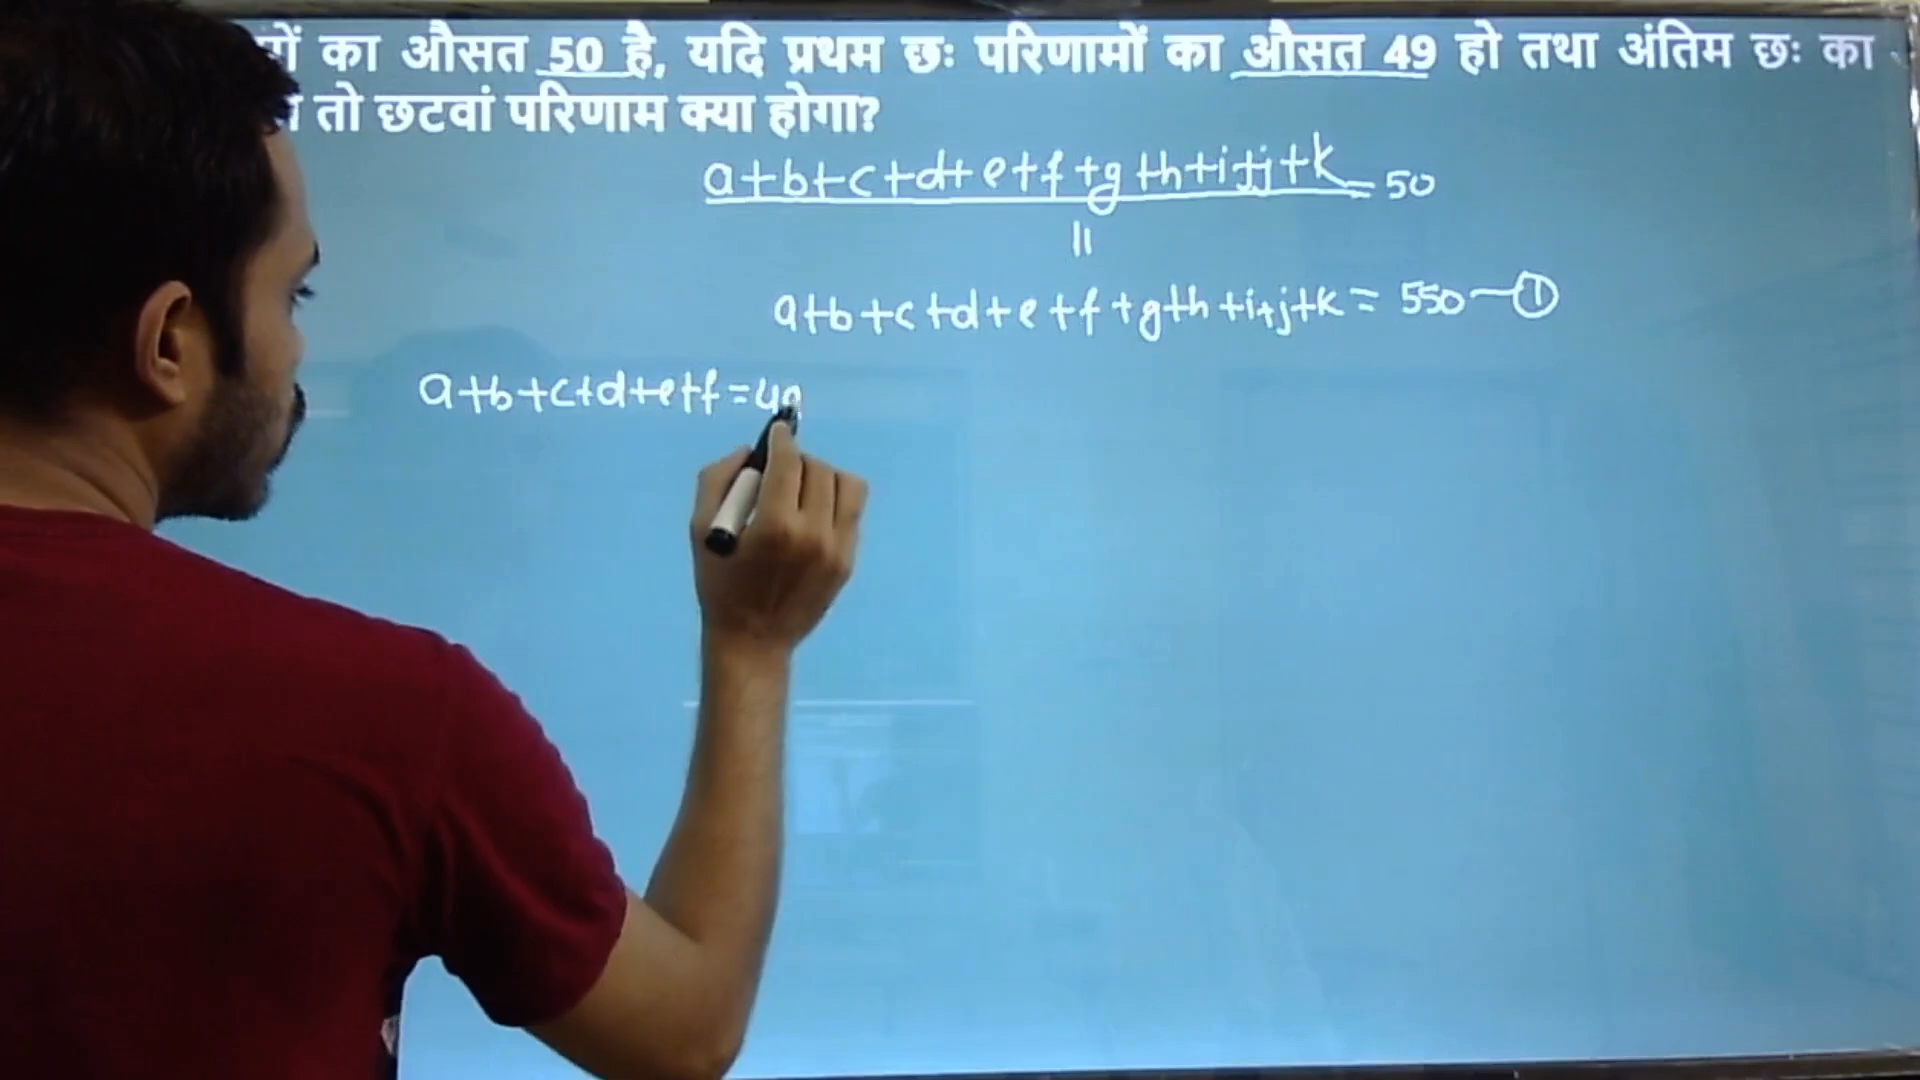 का औसत 50 है, यदि प्रथम छः परिणामों का औसत 49 हो तथा अंतिम छः का
तो छटवां परिणाम क्या होगा?
a+b+c+d+e+f+g+h+i+j+k = 50
11
a+b+c+d+e+f+g+h+i+j+k = 550 — ①
a+b+c+d+e+f = 49